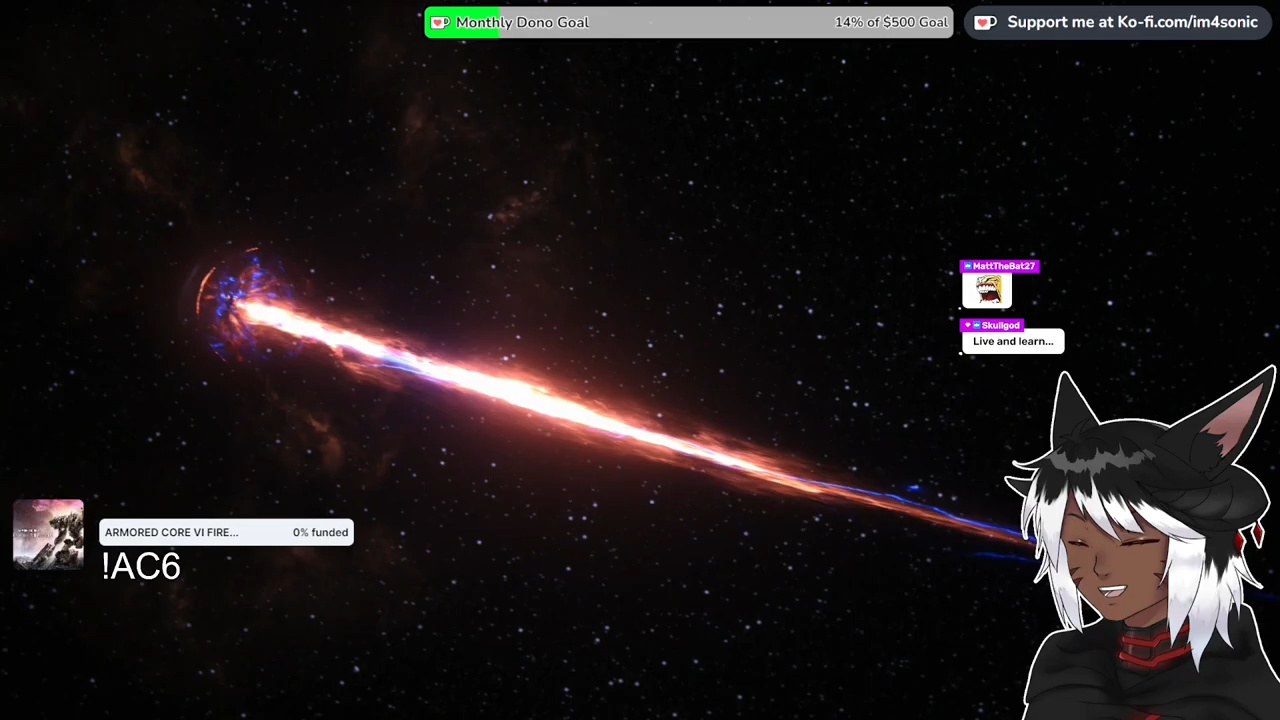 Monthly Dono Goal
14% of $500 Goal
Support me at Ko-fi.com/im4sonic
MattTheBat27
Skullgod
Live and learn...
ARMORED CORE VI FIRE...
0% funded
!AC6